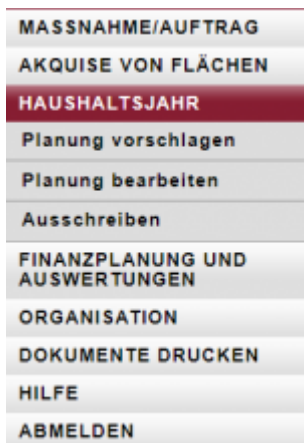 MASSNAHME/AUFTRAG
AKQUISE VON FLÄCHEN
HAUSHALTSJAHR
Planung vorschlagen
Planung bearbeiten
Ausschreiben
FINANZPLANUNG UND
AUSWERTUNGEN
ORGANISATION
DOKUMENTE DRUCKEN
HILFE
ABMELDEN